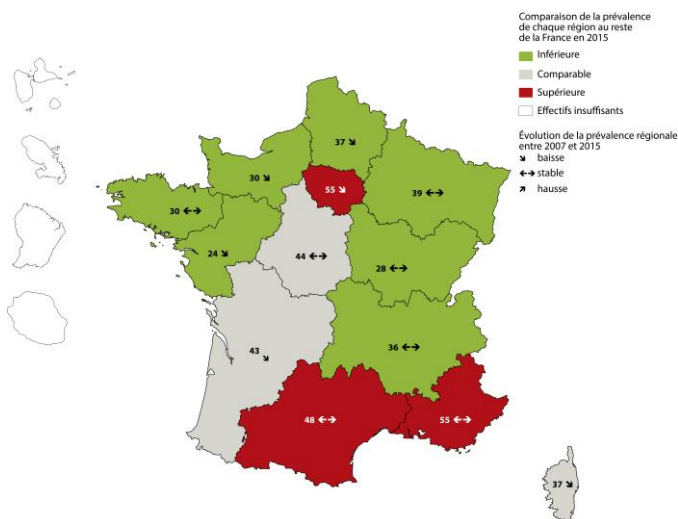 Comparaison de la prévalence
de chaque région au reste
de la France en 2015
Inférieure
Comparable
Supérieure
Effectifs insuffisants
Évolution de la prévalence régionale
entre 2007 et 2015
↘ baisse
↔ stable
↗ hausse
37 ↘
30 ↘
55 ↘
39 ↔
30 ↔
24 ↘
44 ↔
28 ↔
43 ↘
36 ↔
48 ↔
55 ↔
37 ↘